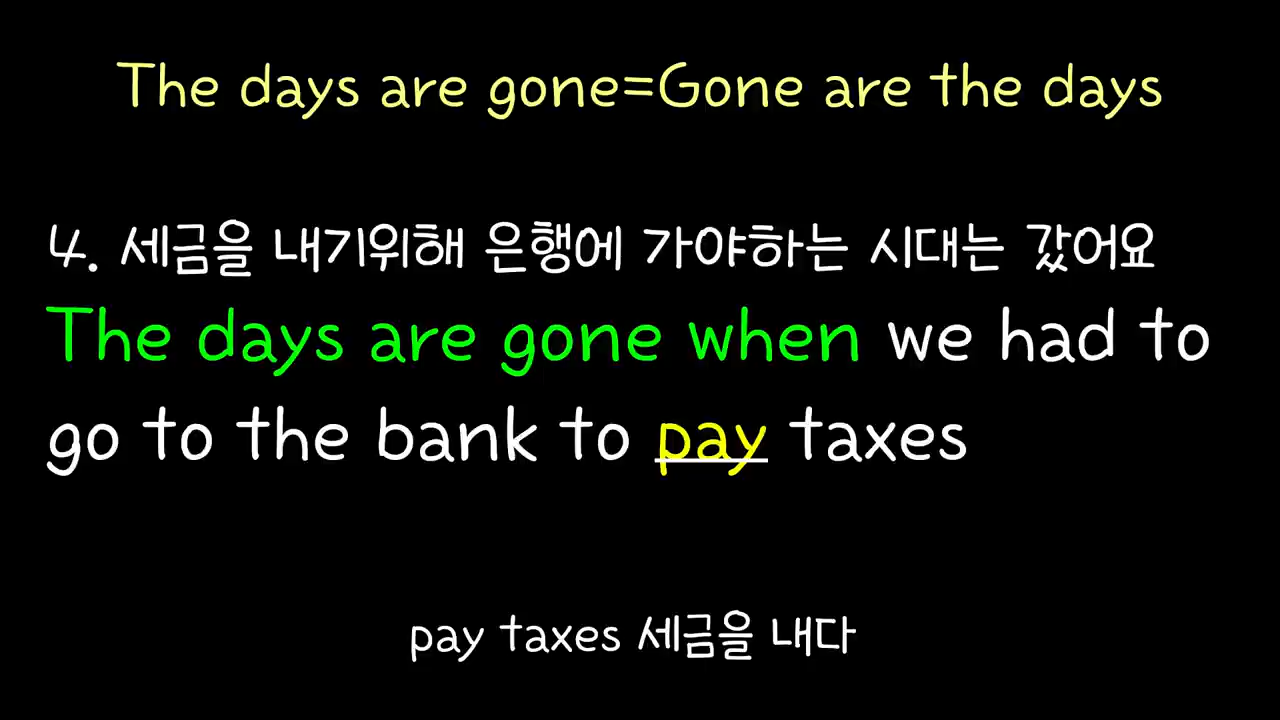 The days are gone=Gone are the days
4. 세금을 내기위해 은행에 가야하는 시대는 갔어요
The days are gone when we had to
go to the bank to pay taxes
pay taxes 세금을 내다